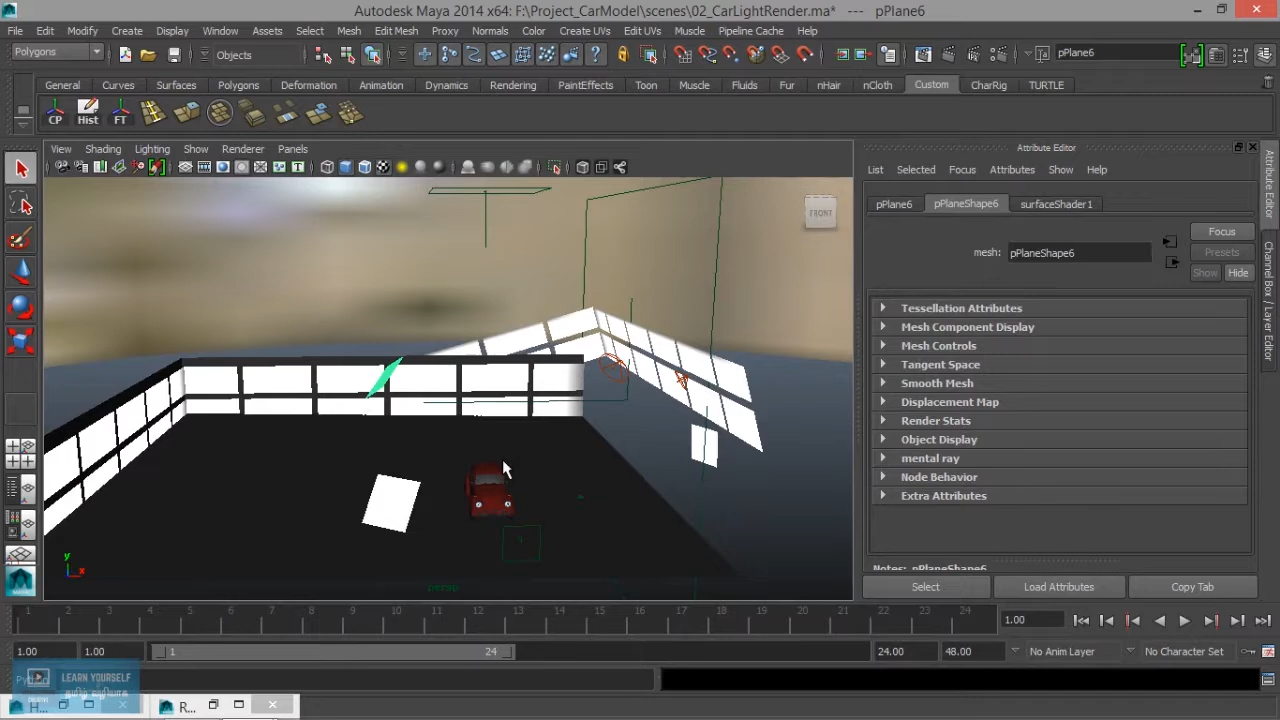 Autodesk Maya 2014 x64: F:\Project_CarModel\scenes\02_CarLightRender.ma* --- pPlane6
File Edit Modify Create Display Window Assets Select Mesh Edit Mesh Proxy Normals Color Create UVs Edit UVs Muscle Pipeline Cache Help
Polygons Objects pPlane6
General Curves Surfaces Polygons Deformation Animation Dynamics Rendering PaintEffects Toon Muscle Fluids Fur nHair nCloth Custom CharRig TURTLE
CP Hist FT
View Shading Lighting Show Renderer Panels
Attribute Editor
List Selected Focus Attributes Show Help
pPlane6 pPlaneShape6 surfaceShader1
FRONT
Focus
mesh: pPlaneShape6 Presets
Show Hide
Tessellation Attributes
Mesh Component Display
Mesh Controls
Tangent Space
Smooth Mesh
Displacement Map
Render Stats
Object Display
mental ray
Node Behavior
Extra Attributes
Notes: pPlaneShape6
Select Load Attributes Copy Tab
Attribute Editor
Channel Box / Layer Editor
y
x
persp
1 2 3 4 5 6 7 8 9 10 11 12 13 14 15 16 17 18 19 20 21 22 23 24 1.00
1.00 1.00 1 24 24.00 48.00 No Anim Layer No Character Set
LEARN YOURSELF
H... R...